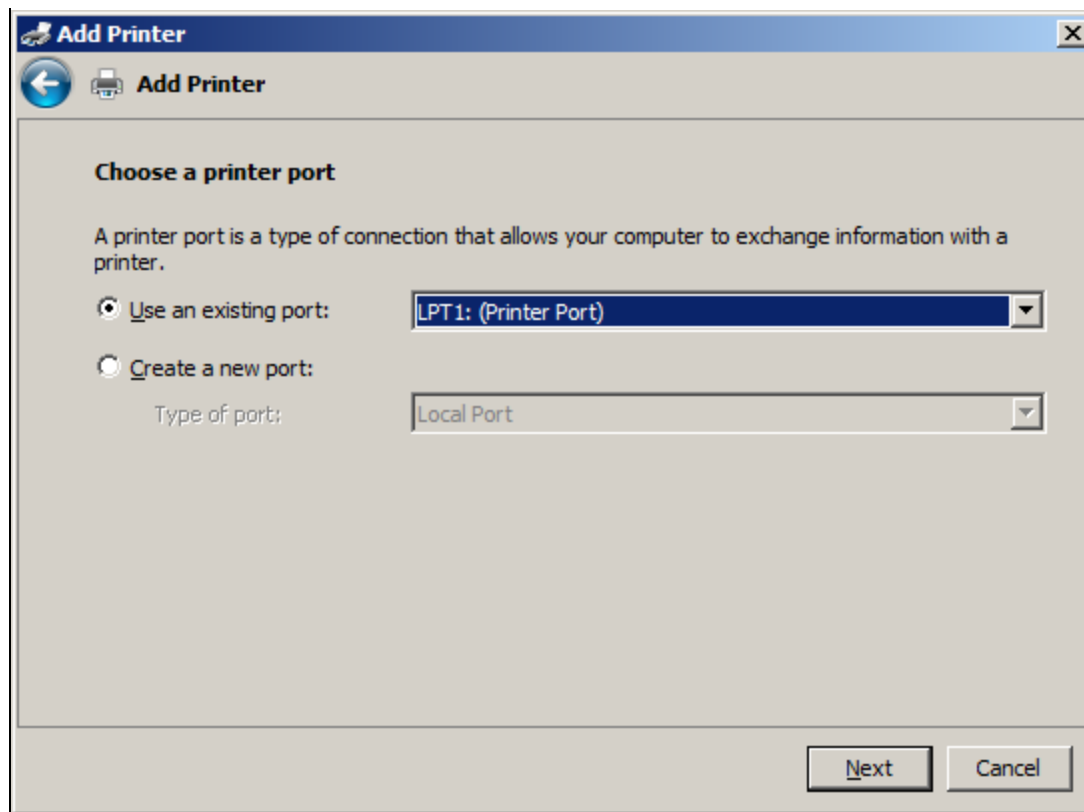 Add Printer
Add Printer
Choose a printer port
A printer port is a type of connection that allows your computer to exchange information with a
printer.
Use an existing port:
LPT1: (Printer Port)
Create a new port:
Type of port:
Local Port
Next
Cancel